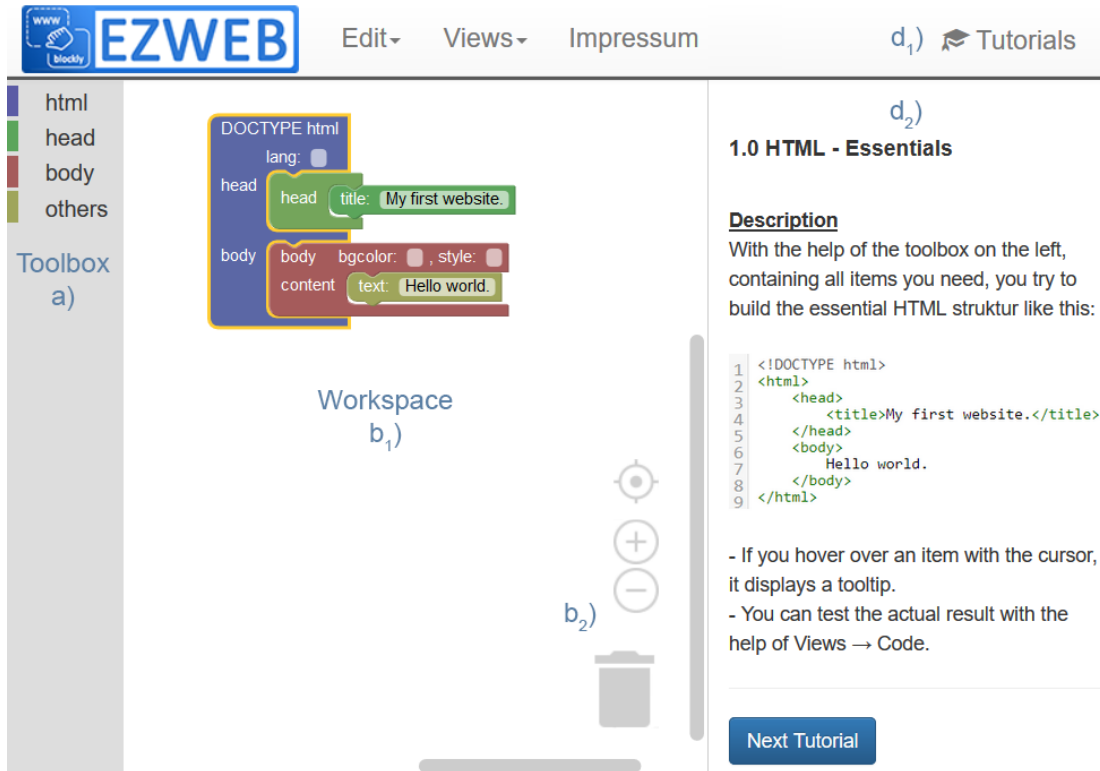 www
blockly
EZWEB
Edit
Views
Impressum
d1)
Tutorials
html
head
body
others
Toolbox
a)
DOCTYPE html
lang:
head
head title: My first website.
body
body bgcolor: , style:
content text: Hello world.
Workspace
b1)
b2)
d2)
1.0 HTML - Essentials
Description
With the help of the toolbox on the left,
containing all items you need, you try to
build the essential HTML struktur like this:
1 <!DOCTYPE html>
2 <html>
3 <head>
4 <title>My first website.</title>
5 </head>
6 <body>
7 Hello world.
8 </body>
9 </html>
- If you hover over an item with the cursor,
it displays a tooltip.
- You can test the actual result with the
help of Views → Code.
Next Tutorial